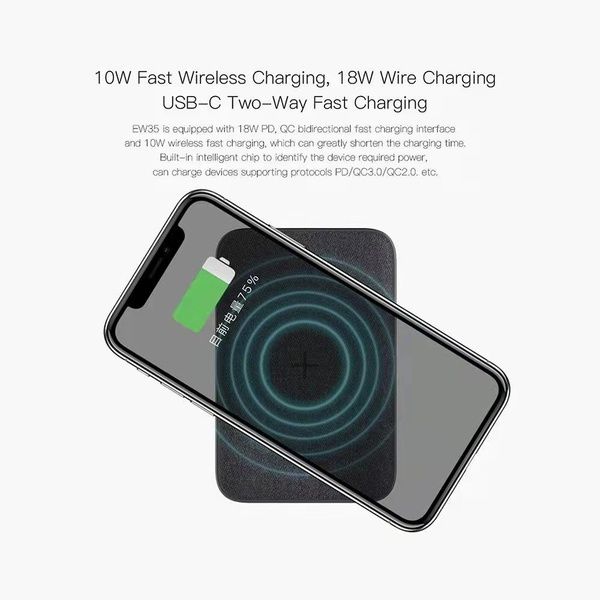 10W Fast Wireless Charging, 18W Wire Charging
USB-C Two-Way Fast Charging
EW35 is equipped with 18W PD, QC bidirectional fast charging interface
and 10W wireless fast charging, which can greatly shorten the charging time.
Built-in intelligent chip to identify the device required power,
can charge devices supporting protocols PD/QC3.0/QC2.0. etc.
目前电量75%